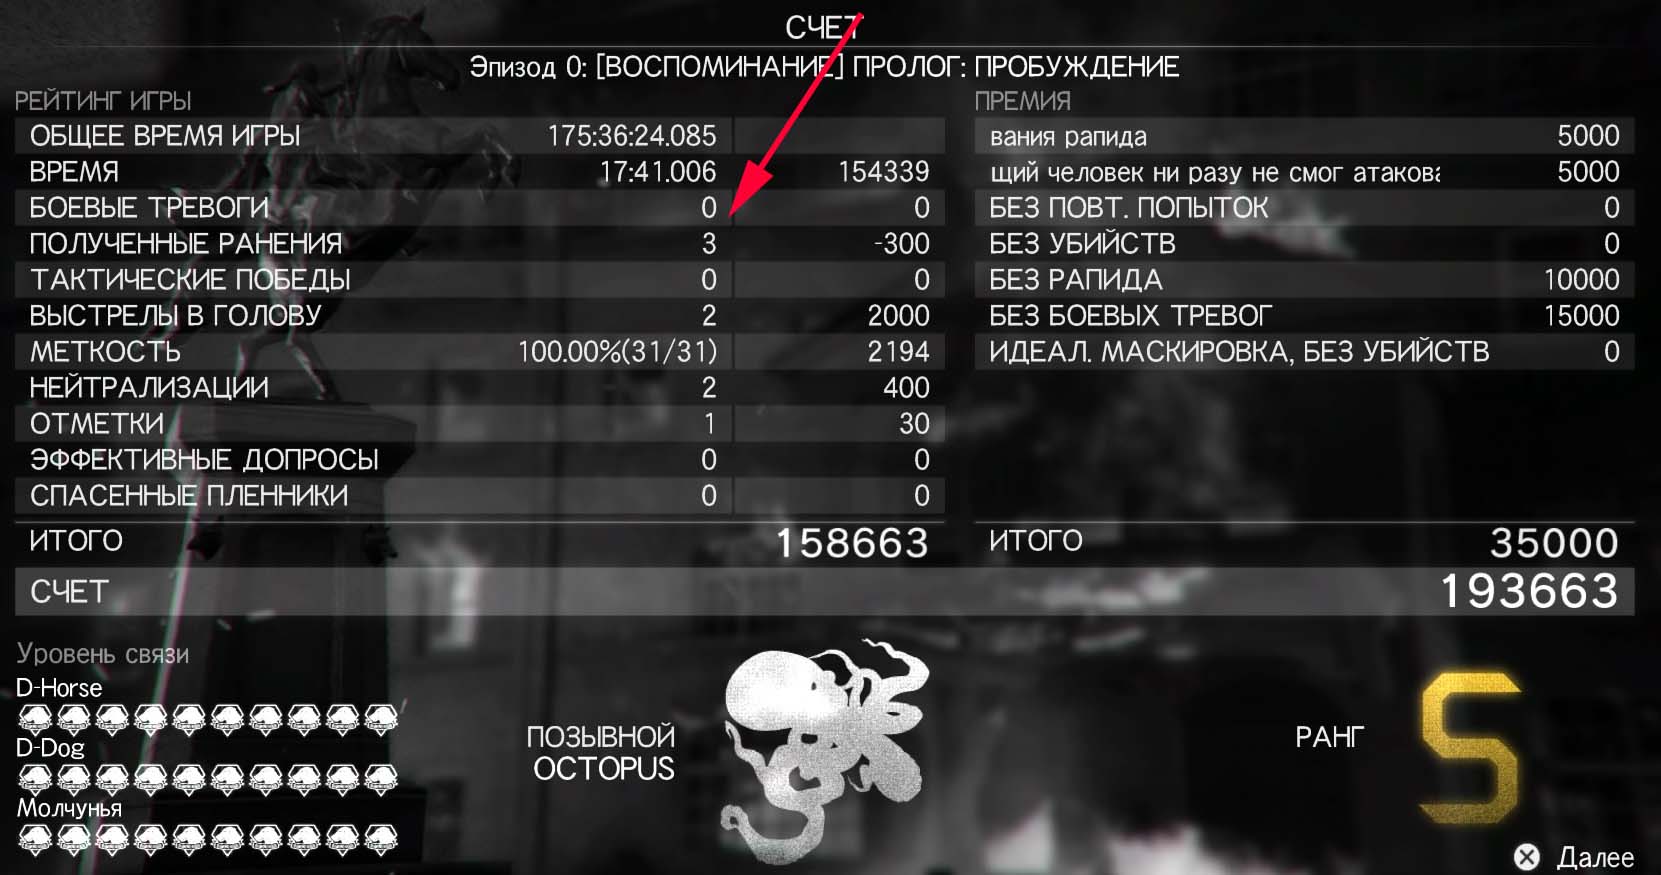 СЧЕТ
Эпизод 0: [ВОСПОМИНАНИЕ] ПРОЛОГ: ПРОБУЖДЕНИЕ
РЕЙТИНГ ИГРЫ
ОБЩЕЕ ВРЕМЯ ИГРЫ 175:36:24.085
ВРЕМЯ 17:41.006 154339
БОЕВЫЕ ТРЕВОГИ 0 0
ПОЛУЧЕННЫЕ РАНЕНИЯ 3 -300
ТАКТИЧЕСКИЕ ПОБЕДЫ 0 0
ВЫСТРЕЛЫ В ГОЛОВУ 2 2000
МЕТКОСТЬ 100.00%(31/31) 2194
НЕЙТРАЛИЗАЦИИ 2 400
ОТМЕТКИ 1 30
ЭФФЕКТИВНЫЕ ДОПРОСЫ 0 0
СПАСЕННЫЕ ПЛЕННИКИ 0 0
ИТОГО 158663
ПРЕМИЯ
вания рапида 5000
щий человек ни разу не смог атакова 5000
БЕЗ ПОВТ. ПОПЫТОК 0
БЕЗ УБИЙСТВ 0
БЕЗ РАПИДА 10000
БЕЗ БОЕВЫХ ТРЕВОГ 15000
ИДЕАЛ. МАСКИРОВКА, БЕЗ УБИЙСТВ 0
ИТОГО 35000
СЧЕТ 193663
Уровень связи
D-Horse
D-Dog
Молчунья
ПОЗЫВНОЙ
OCTOPUS
РАНГ S
Далее